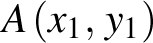 A (x₁, y₁)